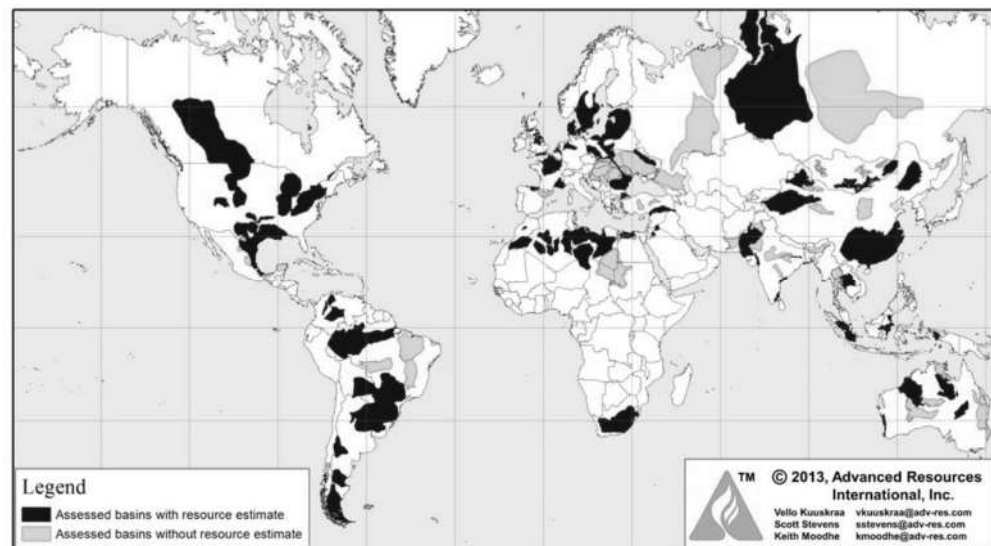 Legend
Assessed basins with resource estimate
Assessed basins without resource estimate
TM
© 2013, Advanced Resources
International, Inc.
Vello Kuuskraa vkuuskraa@adv-res.com
Scott Stevens sstevens@adv-res.com
Keith Moodhe kmoodhe@adv-res.com